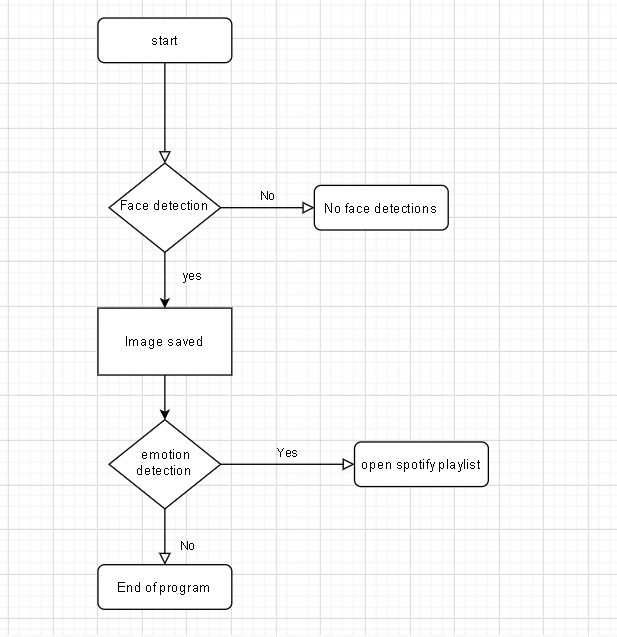 start
Face detection
No
No face detections
yes
Image saved
emotion
detection
Yes
open spotify playlist
No
End of program